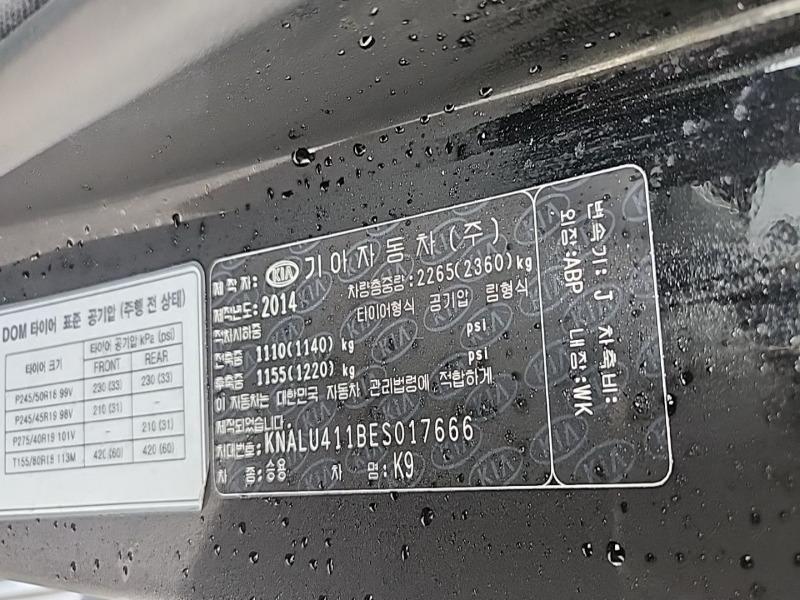 DOM 타이어 표준 공기압 (주행 전 상태)
타이어 크기 타이어 공기압 kPa (psi)
FRONT REAR
P245/50R18 99V 230 (33) 230 (33)
P245/45R19 98V 210 (31) -
P275/40R19 101V - 210 (31)
T155/80R18 113M 420 (60) 420 (60)
제작자: KIA 기아자동차(주)
제작년도: 2014 차량총중량: 2265(2360)kg
적차시하중 타이어형식 공기압 림형식
전축중 1110(1140) kg psi
후축중 1155(1220) kg psi
이 자동차는 대한민국 자동차 관리법령에 적합하게
제작되었습니다.
차대번호: KNALU411BES017666
차 종: 승용 차 명: K9
변속기: J 차축비:
외장: ABP 내장: WK